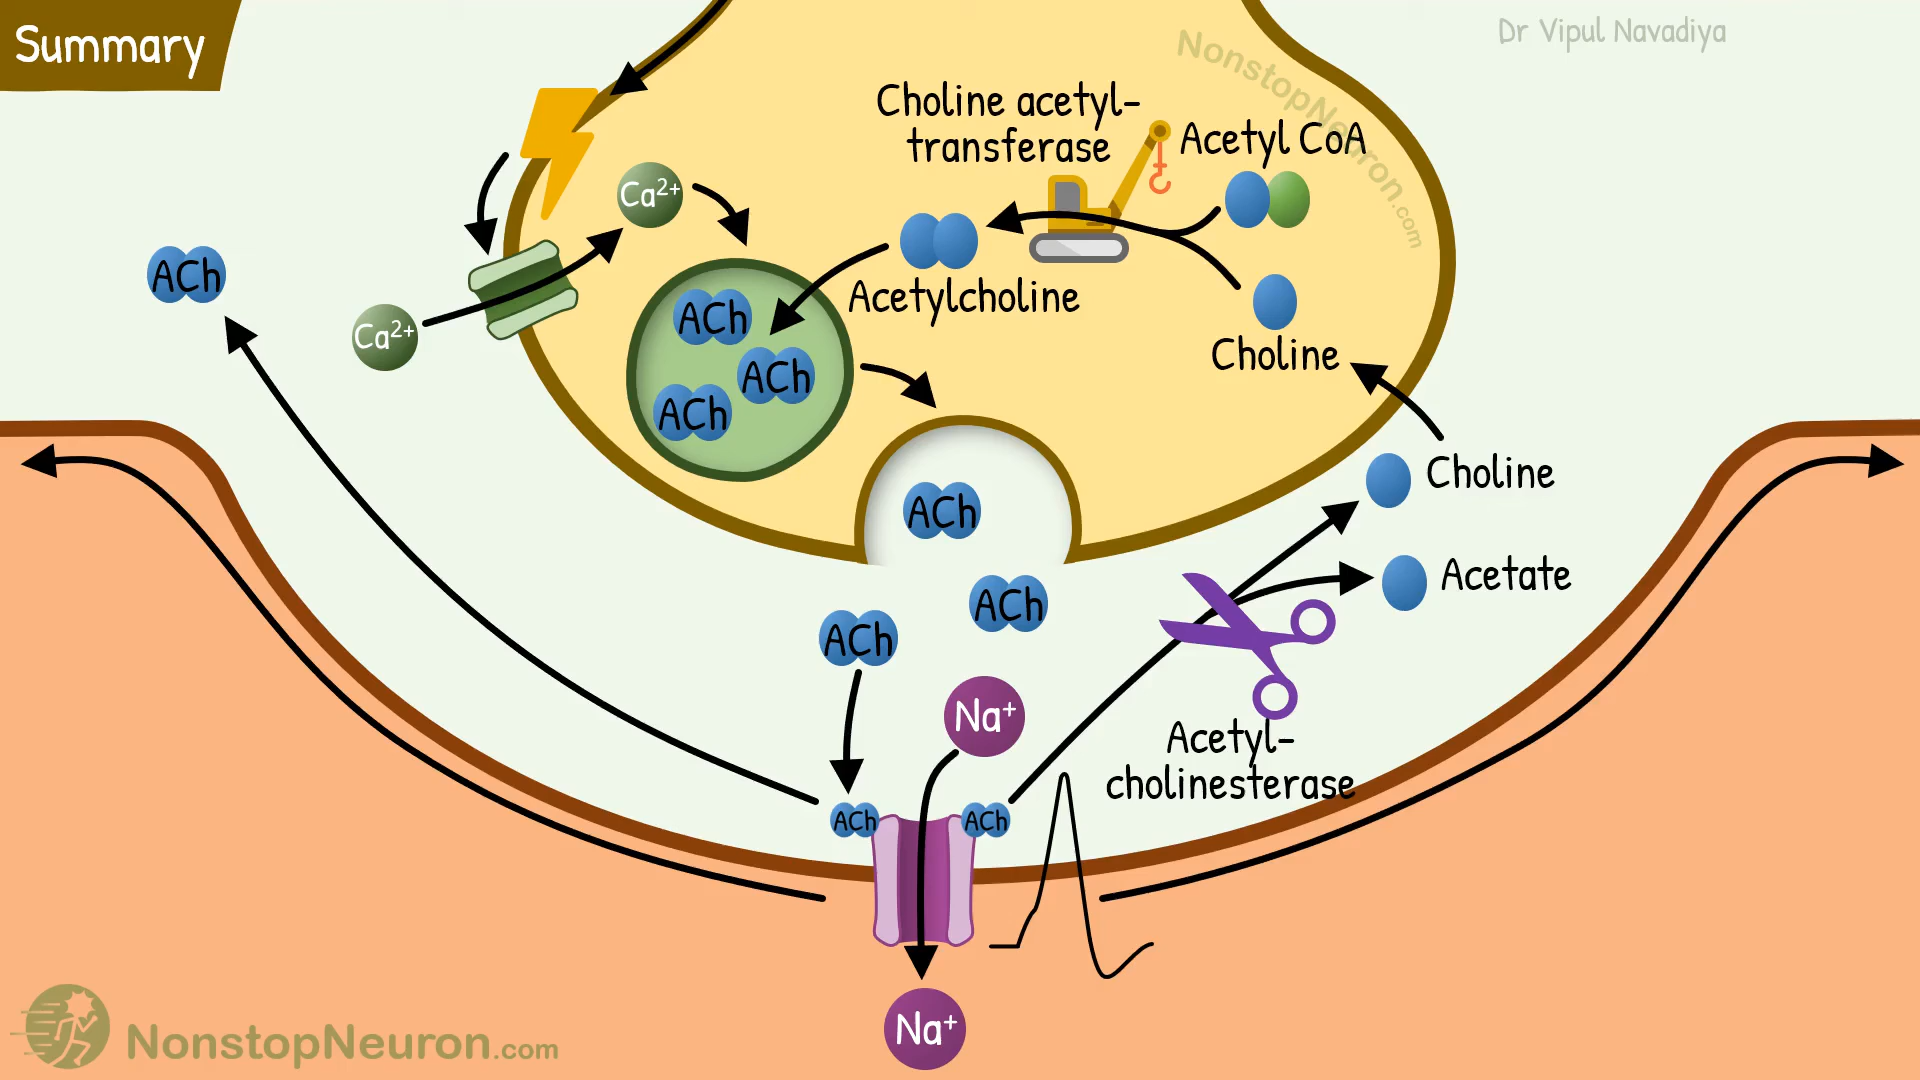 Summary
Dr Vipul Navadiya
NonstopNeuron.com
Choline acetyl-
transferase
Acetyl CoA
Ca²⁺
ACh
Ca²⁺
Acetylcholine
ACh
ACh
ACh
Choline
Choline
ACh
Acetate
ACh
ACh
Na⁺
Acetyl-
cholinesterase
ACh
ACh
Na⁺
NonstopNeuron.com